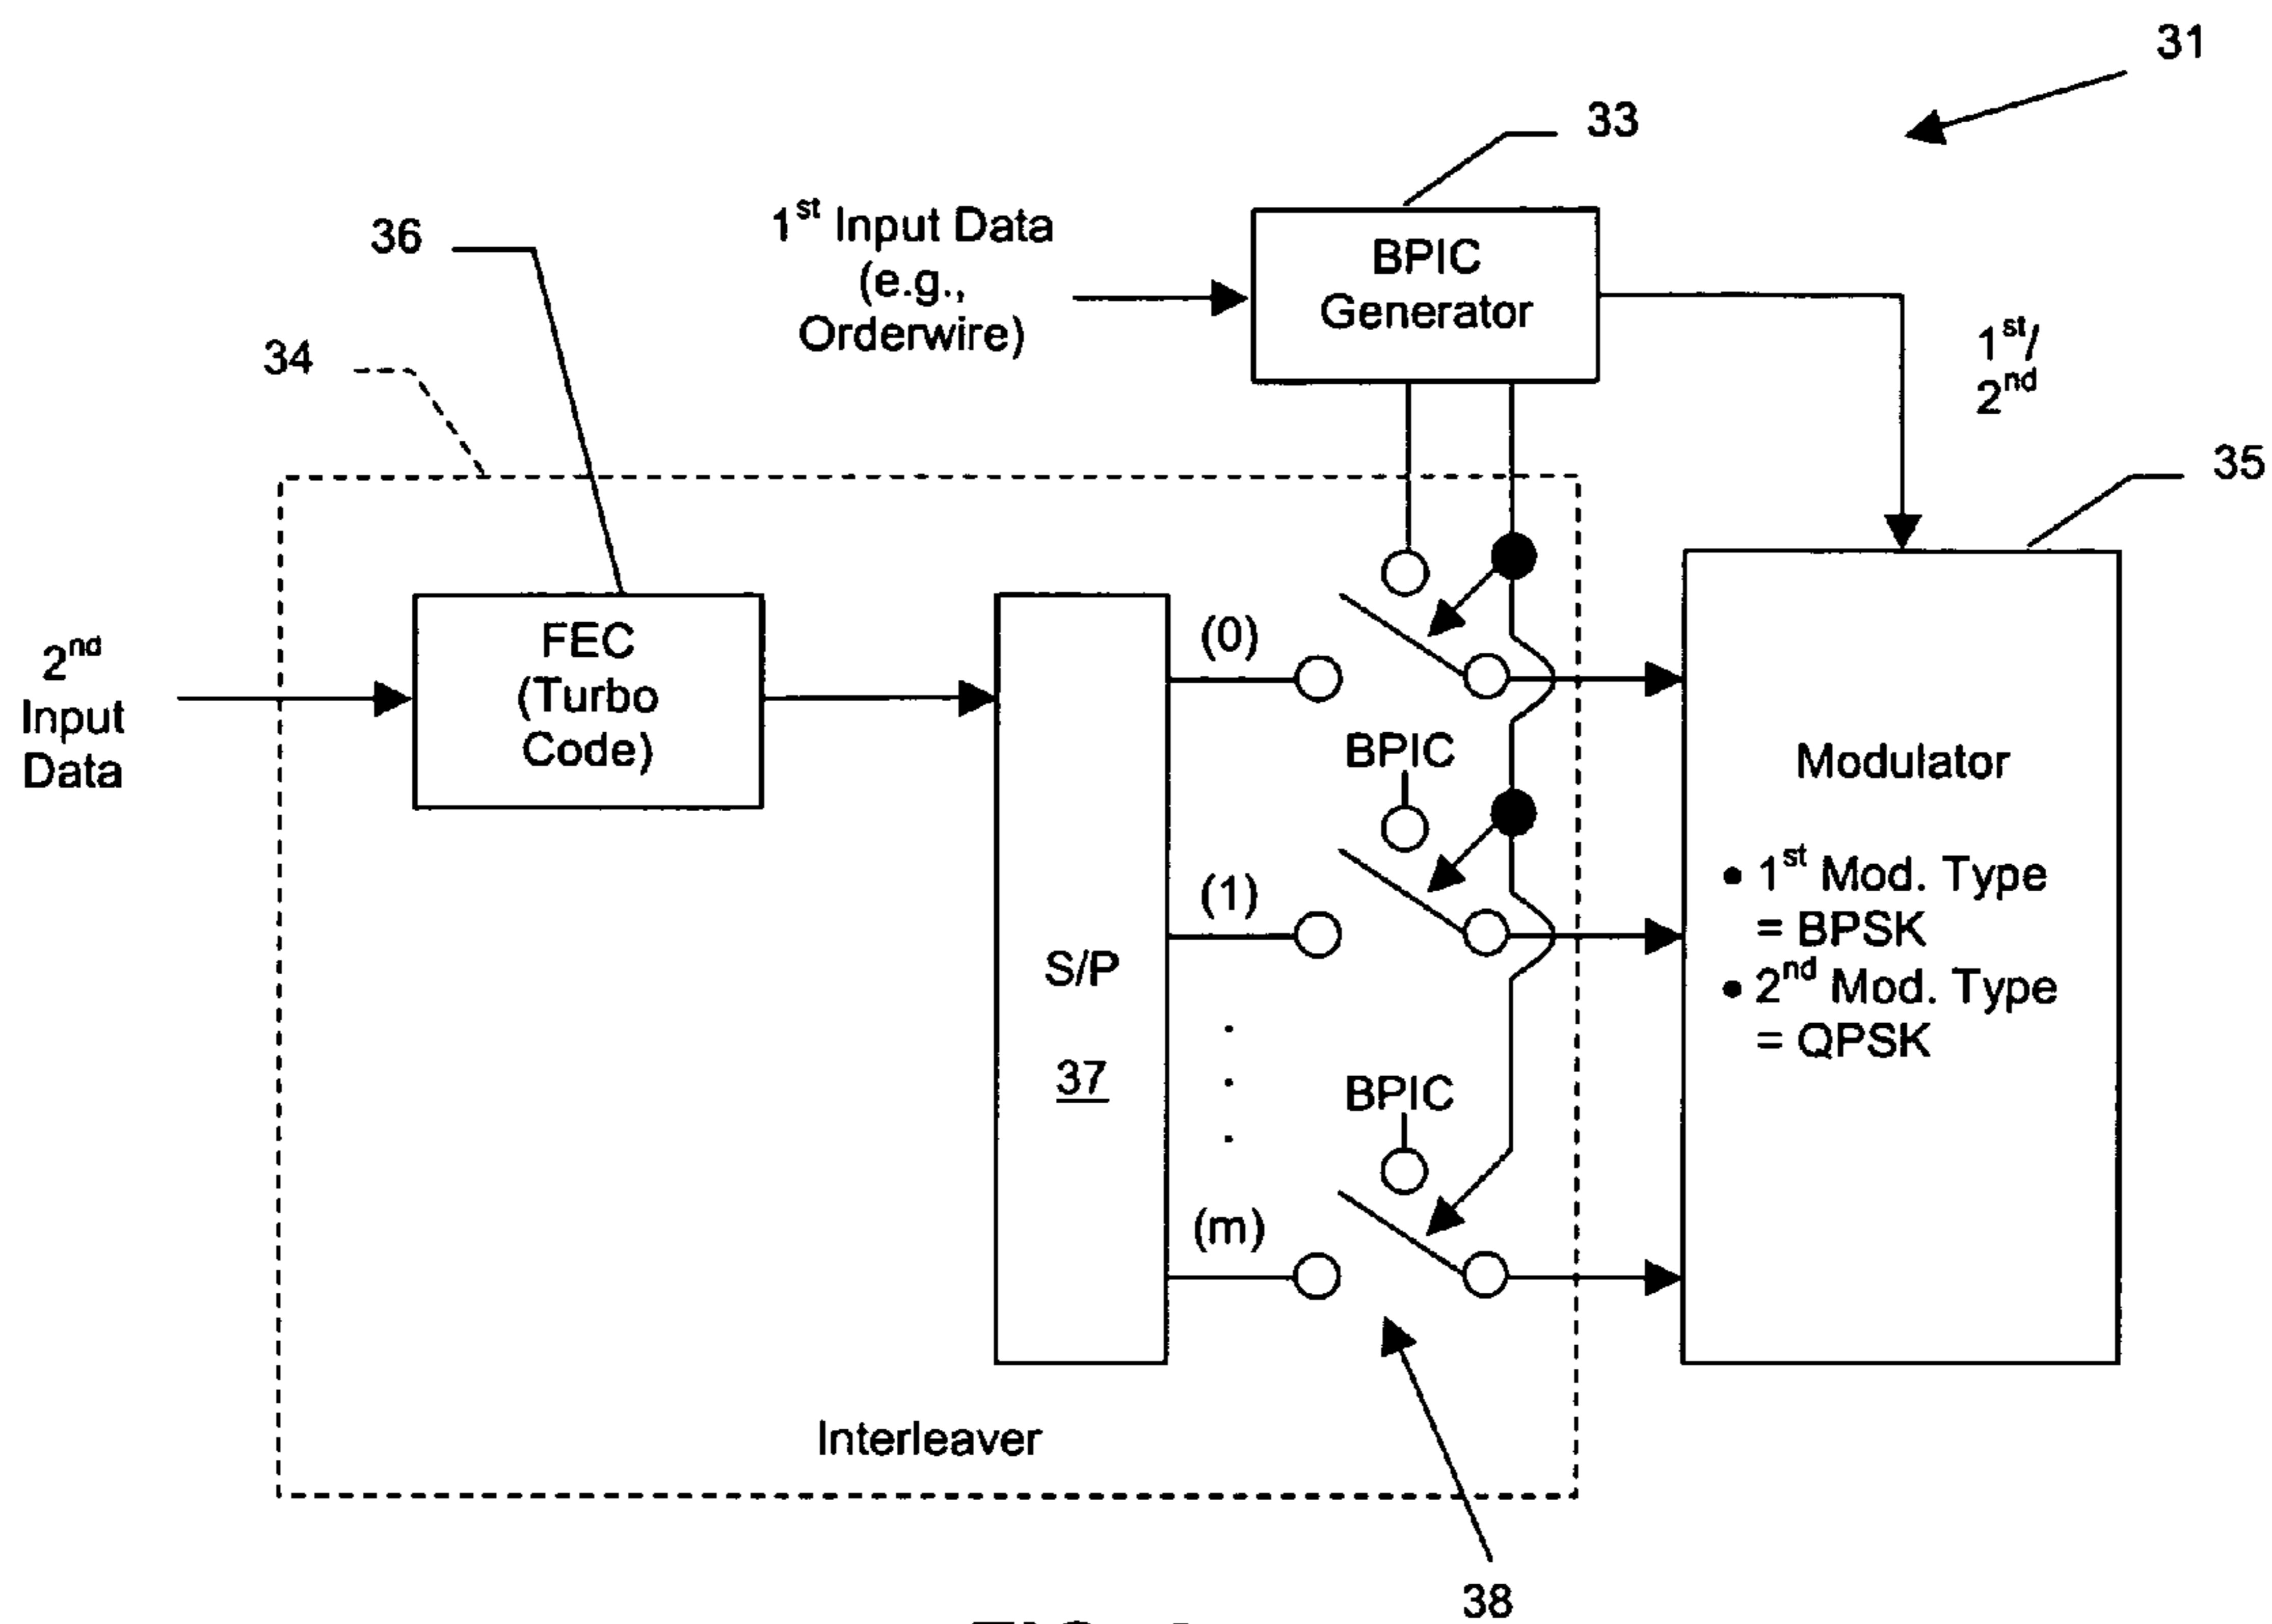 31
33
1st Input Data
(e.g.,
Orderwire)
BPIC
Generator
36
34
1st/
2nd
35
2nd
Input
Data
FEC
(Turbo
Code)
(0)
BPIC
(1)
S/P
37
.
.
.
BPIC
(m)
Modulator
• 1st Mod. Type
= BPSK
• 2nd Mod. Type
= QPSK
Interleaver
38